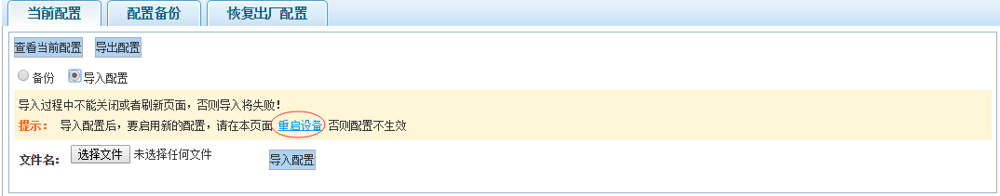 当前配置 配置备份 恢复出厂配置
查看当前配置 导出配置
备份 导入配置
导入过程中不能关闭或者刷新页面，否则导入将失败！
提示： 导入配置后，要启用新的配置，请在本页面 重启设备 否则配置不生效
文件名： 选择文件 未选择任何文件 导入配置